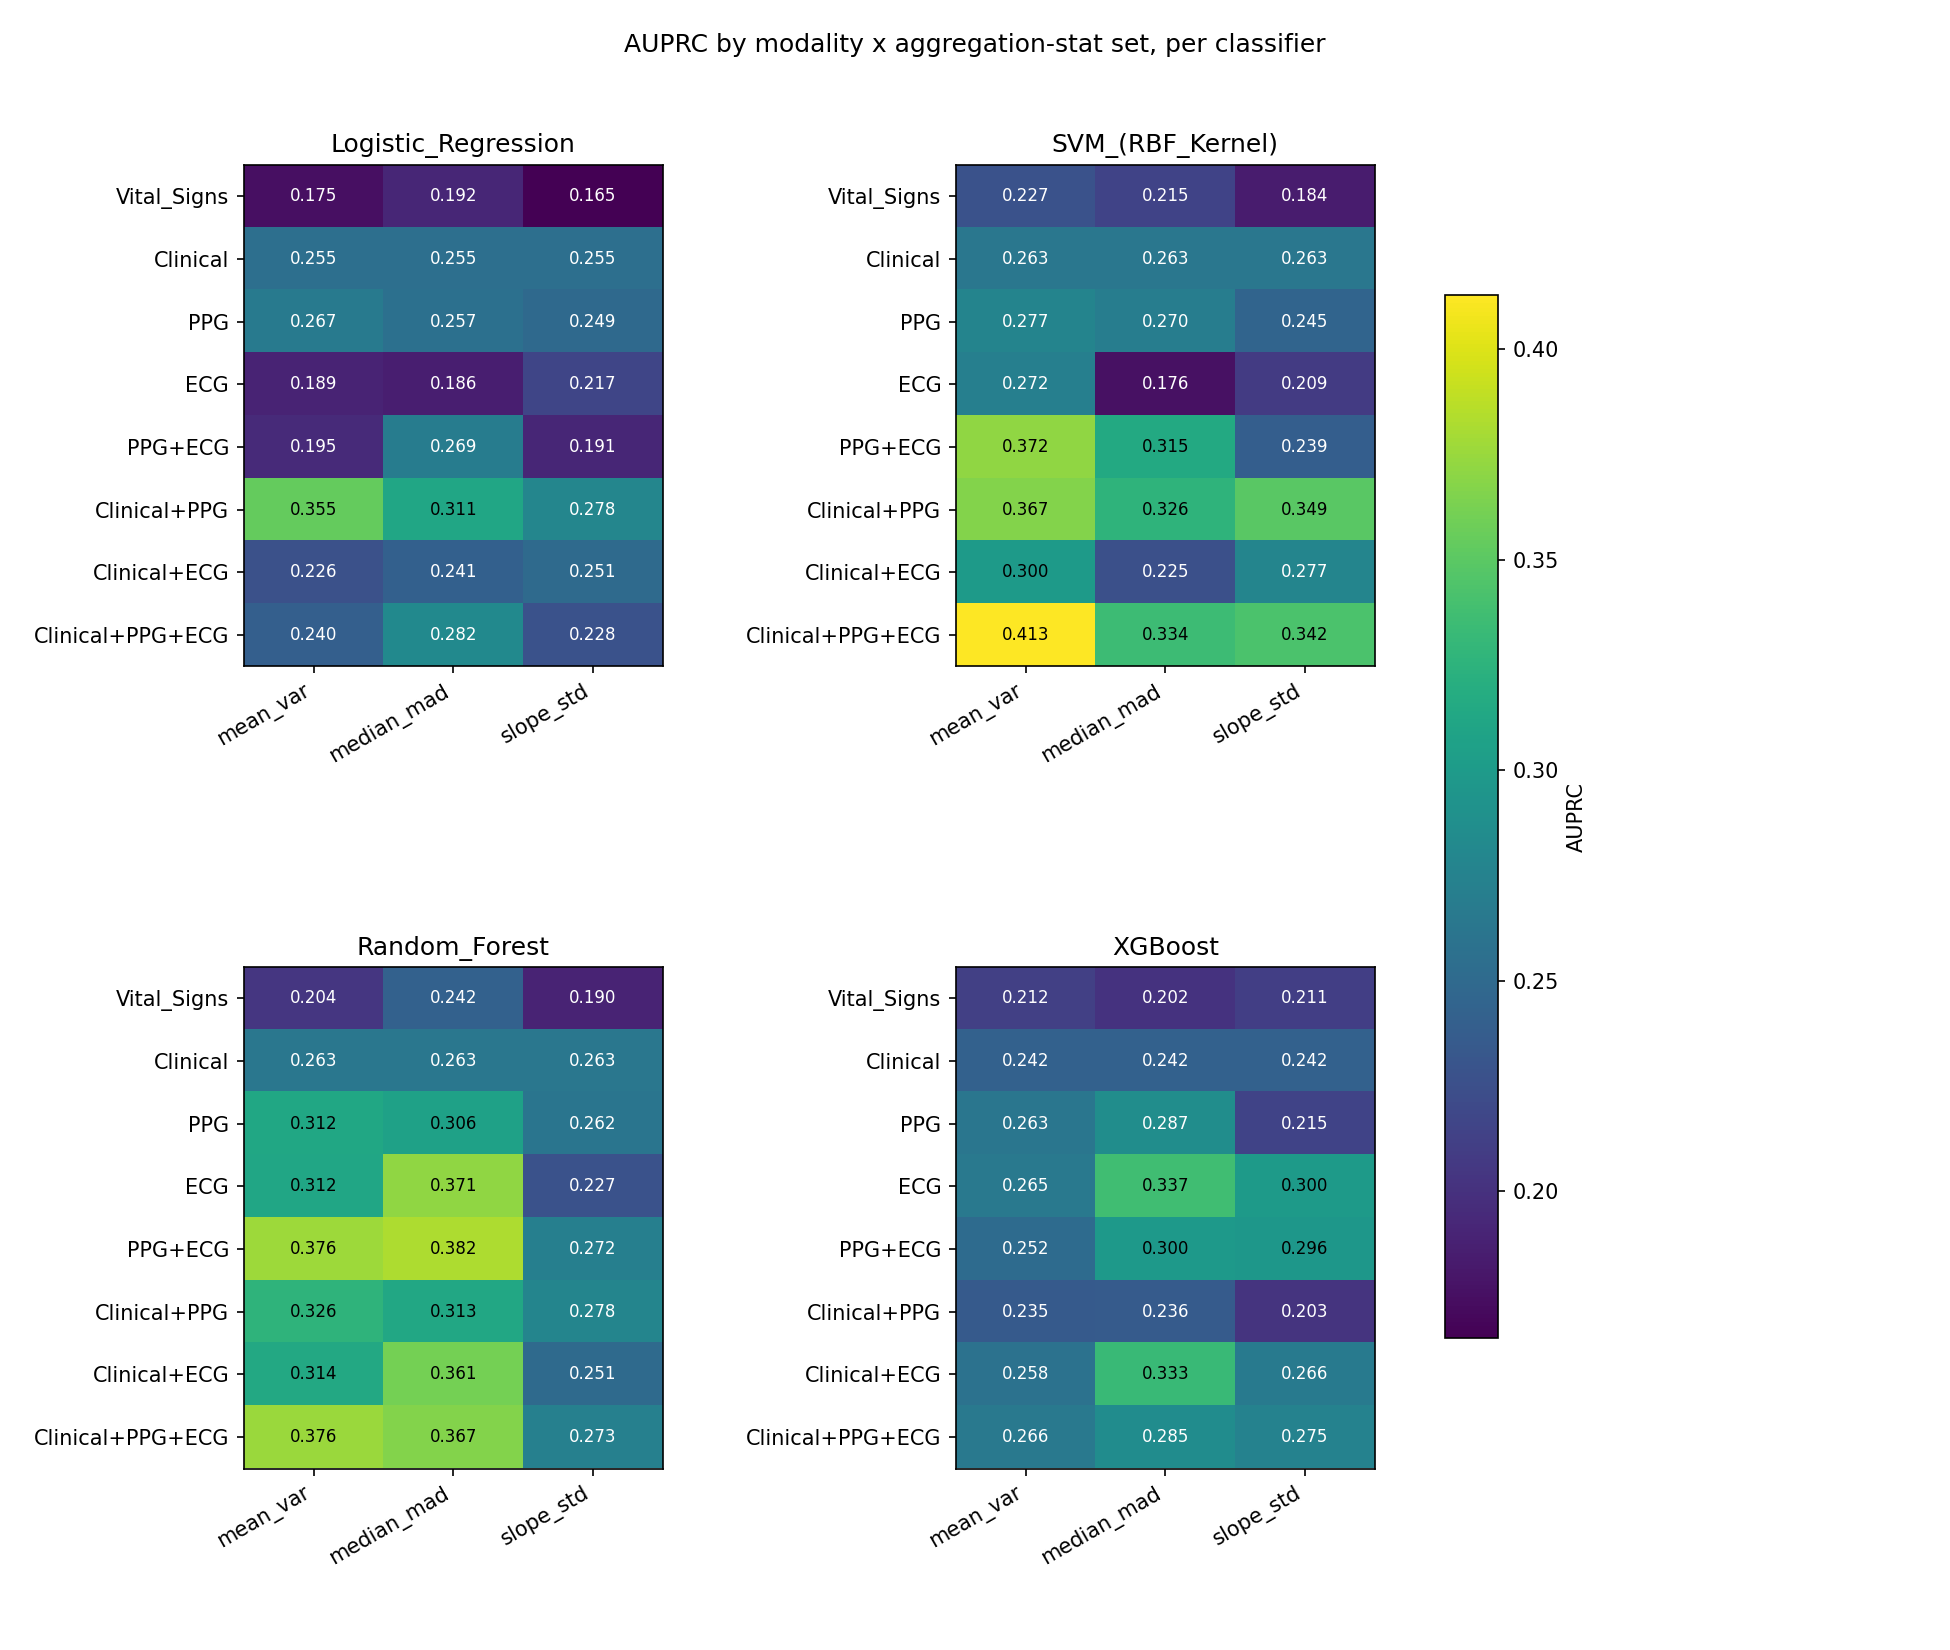 AUPRC by modality x aggregation-stat set, per classifier
Logistic_Regression
Vital_Signs 0.175 0.192 0.165
Clinical 0.255 0.255 0.255
PPG 0.267 0.257 0.249
ECG 0.189 0.186 0.217
PPG+ECG 0.195 0.269 0.191
Clinical+PPG 0.355 0.311 0.278
Clinical+ECG 0.226 0.241 0.251
Clinical+PPG+ECG 0.240 0.282 0.228
mean_var median_mad slope_std
SVM_(RBF_Kernel)
Vital_Signs 0.227 0.215 0.184
Clinical 0.263 0.263 0.263
PPG 0.277 0.270 0.245
ECG 0.272 0.176 0.209
PPG+ECG 0.372 0.315 0.239
Clinical+PPG 0.367 0.326 0.349
Clinical+ECG 0.300 0.225 0.277
Clinical+PPG+ECG 0.413 0.334 0.342
mean_var median_mad slope_std
Random_Forest
Vital_Signs 0.204 0.242 0.190
Clinical 0.263 0.263 0.263
PPG 0.312 0.306 0.262
ECG 0.312 0.371 0.227
PPG+ECG 0.376 0.382 0.272
Clinical+PPG 0.326 0.313 0.278
Clinical+ECG 0.314 0.361 0.251
Clinical+PPG+ECG 0.376 0.367 0.273
mean_var median_mad slope_std
XGBoost
Vital_Signs 0.212 0.202 0.211
Clinical 0.242 0.242 0.242
PPG 0.263 0.287 0.215
ECG 0.265 0.337 0.300
PPG+ECG 0.252 0.300 0.296
Clinical+PPG 0.235 0.236 0.203
Clinical+ECG 0.258 0.333 0.266
Clinical+PPG+ECG 0.266 0.285 0.275
mean_var median_mad slope_std
0.40
0.35
0.30
0.25
0.20
AUPRC